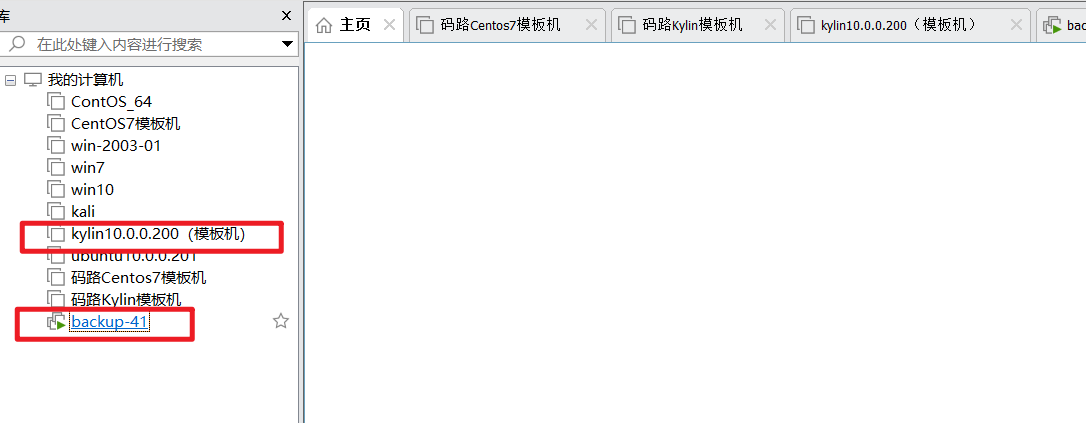 库
主页
码路Centos7模板机
码路Kylin模板机
kylin10.0.0.200（模板机）
bac
在此处键入内容进行搜索
我的计算机
ContOS_64
CentOS7模板机
win-2003-01
win7
win10
kali
kylin10.0.0.200（模板机）
ubuntu10.0.0.201
码路Centos7模板机
码路Kylin模板机
backup-41